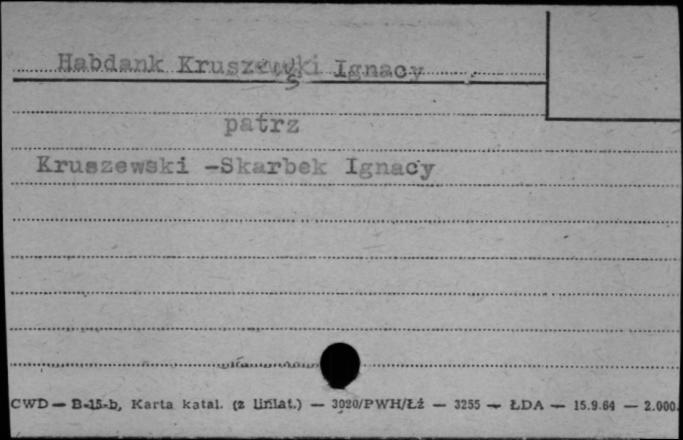 Habdank Kruszewski Ignacy
patrz
Kruszewski -Skarbek Ignacy
CWD — B-15-b, Karta katal. (z liniat.) — 3020/PWH/Łż — 3255 — ŁDA — 15.9.64 — 2.000.